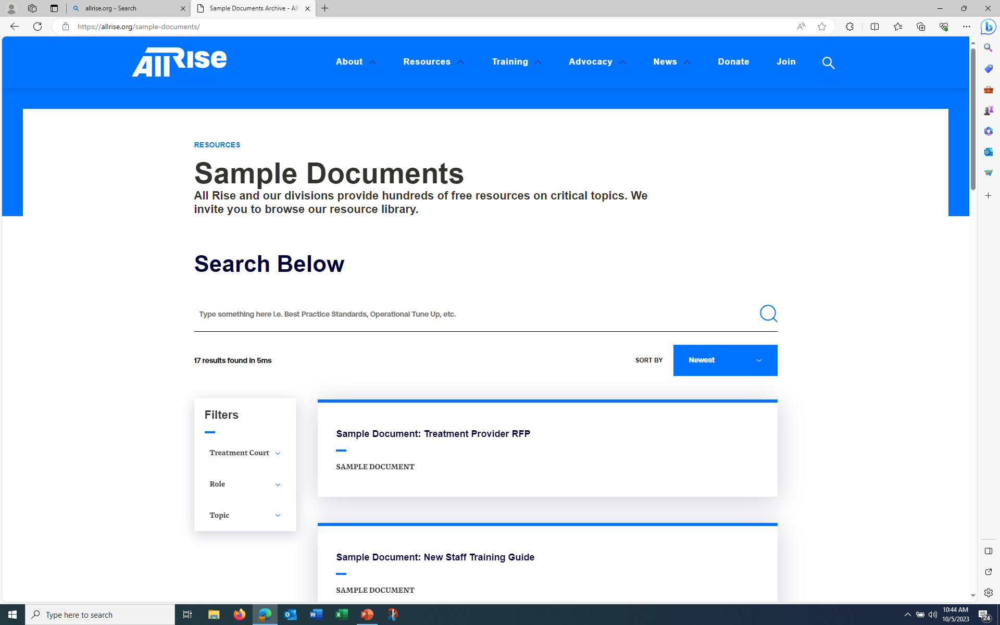 allrise.org - Search
Sample Documents Archive - All
https://allrise.org/sample-documents/
AllRise
About
Resources
Training
Advocacy
News
Donate
Join
RESOURCES
Sample Documents
All Rise and our divisions provide hundreds of free resources on critical topics. We
invite you to browse our resource library.
Search Below
Type something here i.e. Best Practice Standards, Operational Tune Up, etc.
17 results found in 5ms
SORT BY
Newest
Filters
Treatment Court
Role
Topic
Sample Document: Treatment Provider RFP
SAMPLE DOCUMENT
Sample Document: New Staff Training Guide
SAMPLE DOCUMENT
Type here to search
10:44 AM
10/5/2023
24